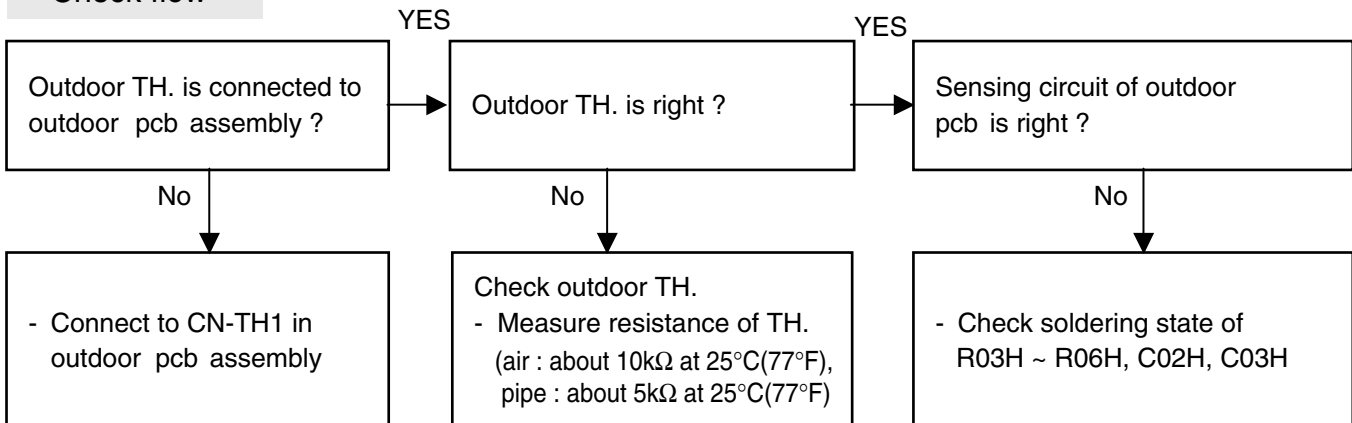 Check flow
YES
YES
Outdoor TH. is connected to
outdoor pcb assembly ?
Outdoor TH. is right ?
Sensing circuit of outdoor
pcb is right ?
No
No
No
- Connect to CN-TH1 in
outdoor pcb assembly
Check outdoor TH.
- Measure resistance of TH.
(air : about 10kΩ at 25°C(77°F),
pipe : about 5kΩ at 25°C(77°F)
- Check soldering state of
R03H ~ R06H, C02H, C03H